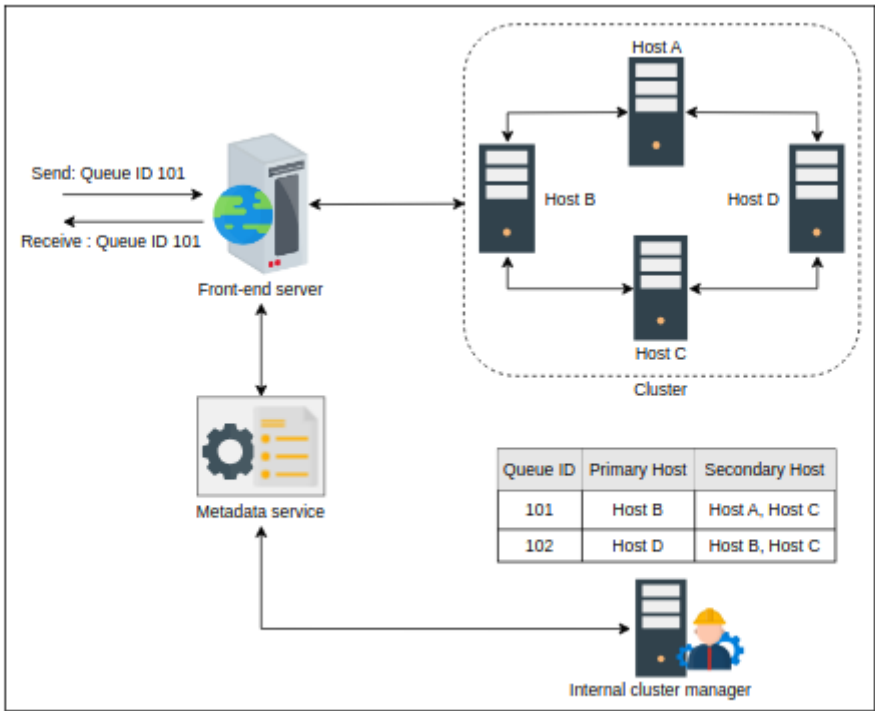 Host A
Send: Queue ID 101
Host B
Host D
Receive : Queue ID 101
Front-end server
Host C
Cluster
Queue ID Primary Host Secondary Host
101 Host B Host A, Host C
102 Host D Host B, Host C
Metadata service
Internal cluster manager